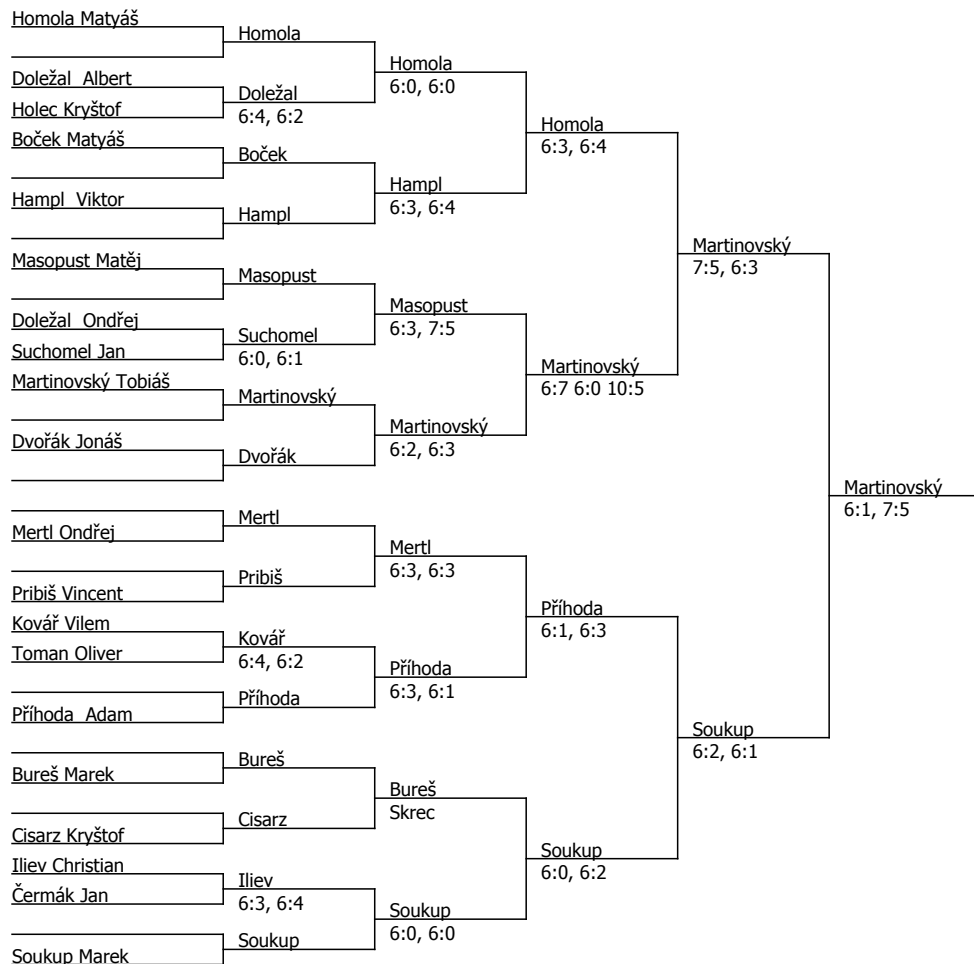 Homola Matyáš
Homola
Homola
6:0, 6:0
Doležal  Albert
Doležal
6:4, 6:2
Holec Kryštof
Homola
6:3, 6:4
Boček Matyáš
Boček
Hampl
6:3, 6:4
Hampl  Viktor
Hampl
Martinovský
7:5, 6:3
Masopust Matěj
Masopust
Masopust
6:3, 7:5
Doležal  Ondřej
Suchomel
6:0, 6:1
Suchomel Jan
Martinovský
6:7 6:0 10:5
Martinovský Tobiáš
Martinovský
Martinovský
6:2, 6:3
Dvořák Jonáš
Dvořák
Martinovský
6:1, 7:5
Mertl
Mertl Ondřej
Mertl
6:3, 6:3
Pribiš
Pribiš Vincent
Příhoda
6:1, 6:3
Kovář Vilem
Kovář
6:4, 6:2
Toman Oliver
Příhoda
6:3, 6:1
Příhoda
Příhoda  Adam
Soukup
6:2, 6:1
Bureš
Bureš Marek
Bureš
Skrec
Cisarz
Cisarz Kryštof
Soukup
6:0, 6:2
Iliev Christian
Iliev
6:3, 6:4
Čermák Jan
Soukup
6:0, 6:0
Soukup
Soukup Marek